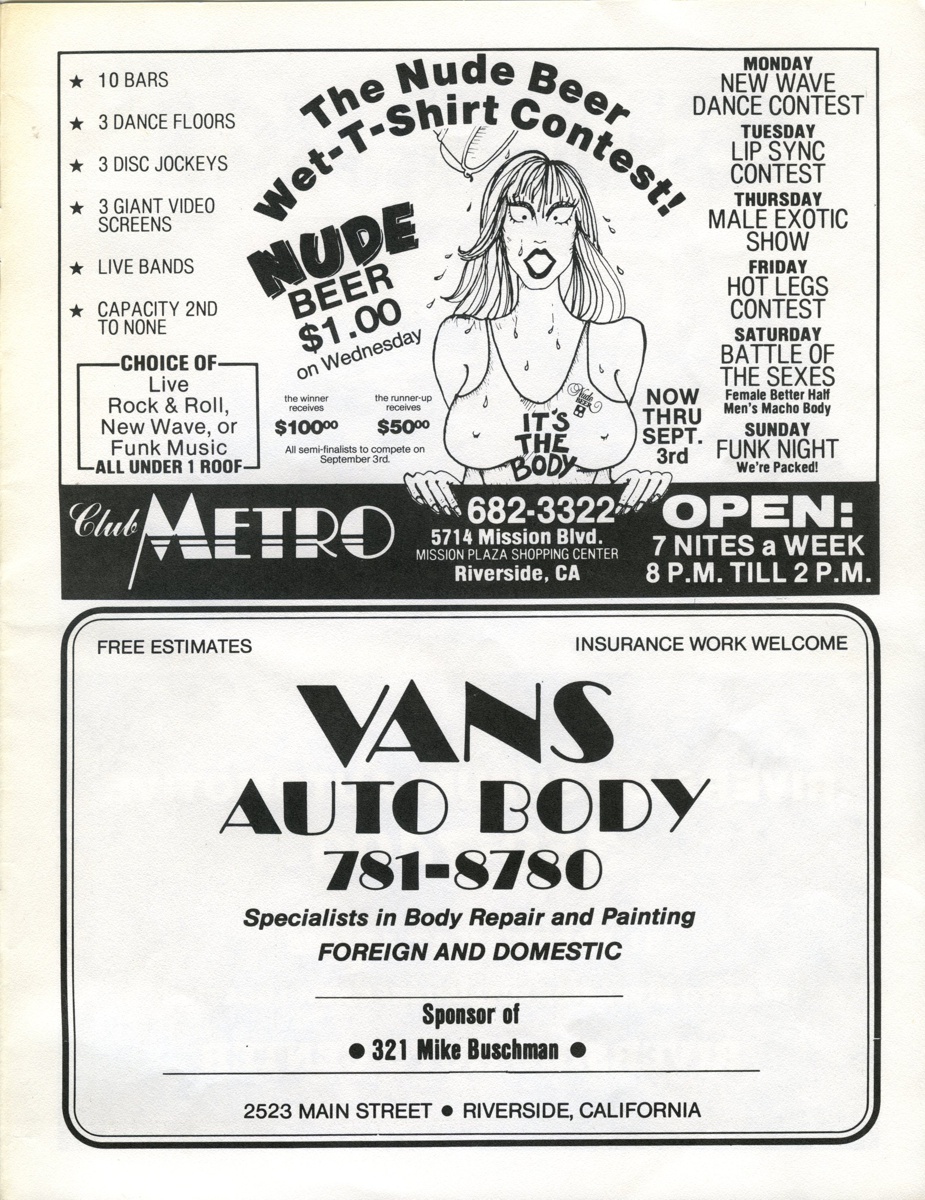 The Nude Beer
Wet-T-Shirt Contest!
★ 10 BARS
★ 3 DANCE FLOORS
★ 3 DISC JOCKEYS
★ 3 GIANT VIDEO
SCREENS
★ LIVE BANDS
★ CAPACITY 2ND
TO NONE
CHOICE OF
Live
Rock & Roll,
New Wave, or
Funk Music
ALL UNDER 1 ROOF
NUDE
BEER
$1.00
on Wednesday
the winner
receives
$100⁰⁰
the runner-up
receives
$50⁰⁰
All semi-finalists to compete on
September 3rd.
Nude
BEER
IT'S
THE
BODY
NOW
THRU
SEPT.
3rd
MONDAY
NEW WAVE
DANCE CONTEST
TUESDAY
LIP SYNC
CONTEST
THURSDAY
MALE EXOTIC
SHOW
FRIDAY
HOT LEGS
CONTEST
SATURDAY
BATTLE OF
THE SEXES
Female Better Half
Men's Macho Body
SUNDAY
FUNK NIGHT
We're Packed!
Club METRO
682-3322
5714 Mission Blvd.
MISSION PLAZA SHOPPING CENTER
Riverside, CA
OPEN:
7 NITES a WEEK
8 P.M. TILL 2 P.M.
FREE ESTIMATES
INSURANCE WORK WELCOME
VANS
AUTO BODY
781-8780
Specialists in Body Repair and Painting
FOREIGN AND DOMESTIC
Sponsor of
● 321 Mike Buschman ●
2523 MAIN STREET ● RIVERSIDE, CALIFORNIA